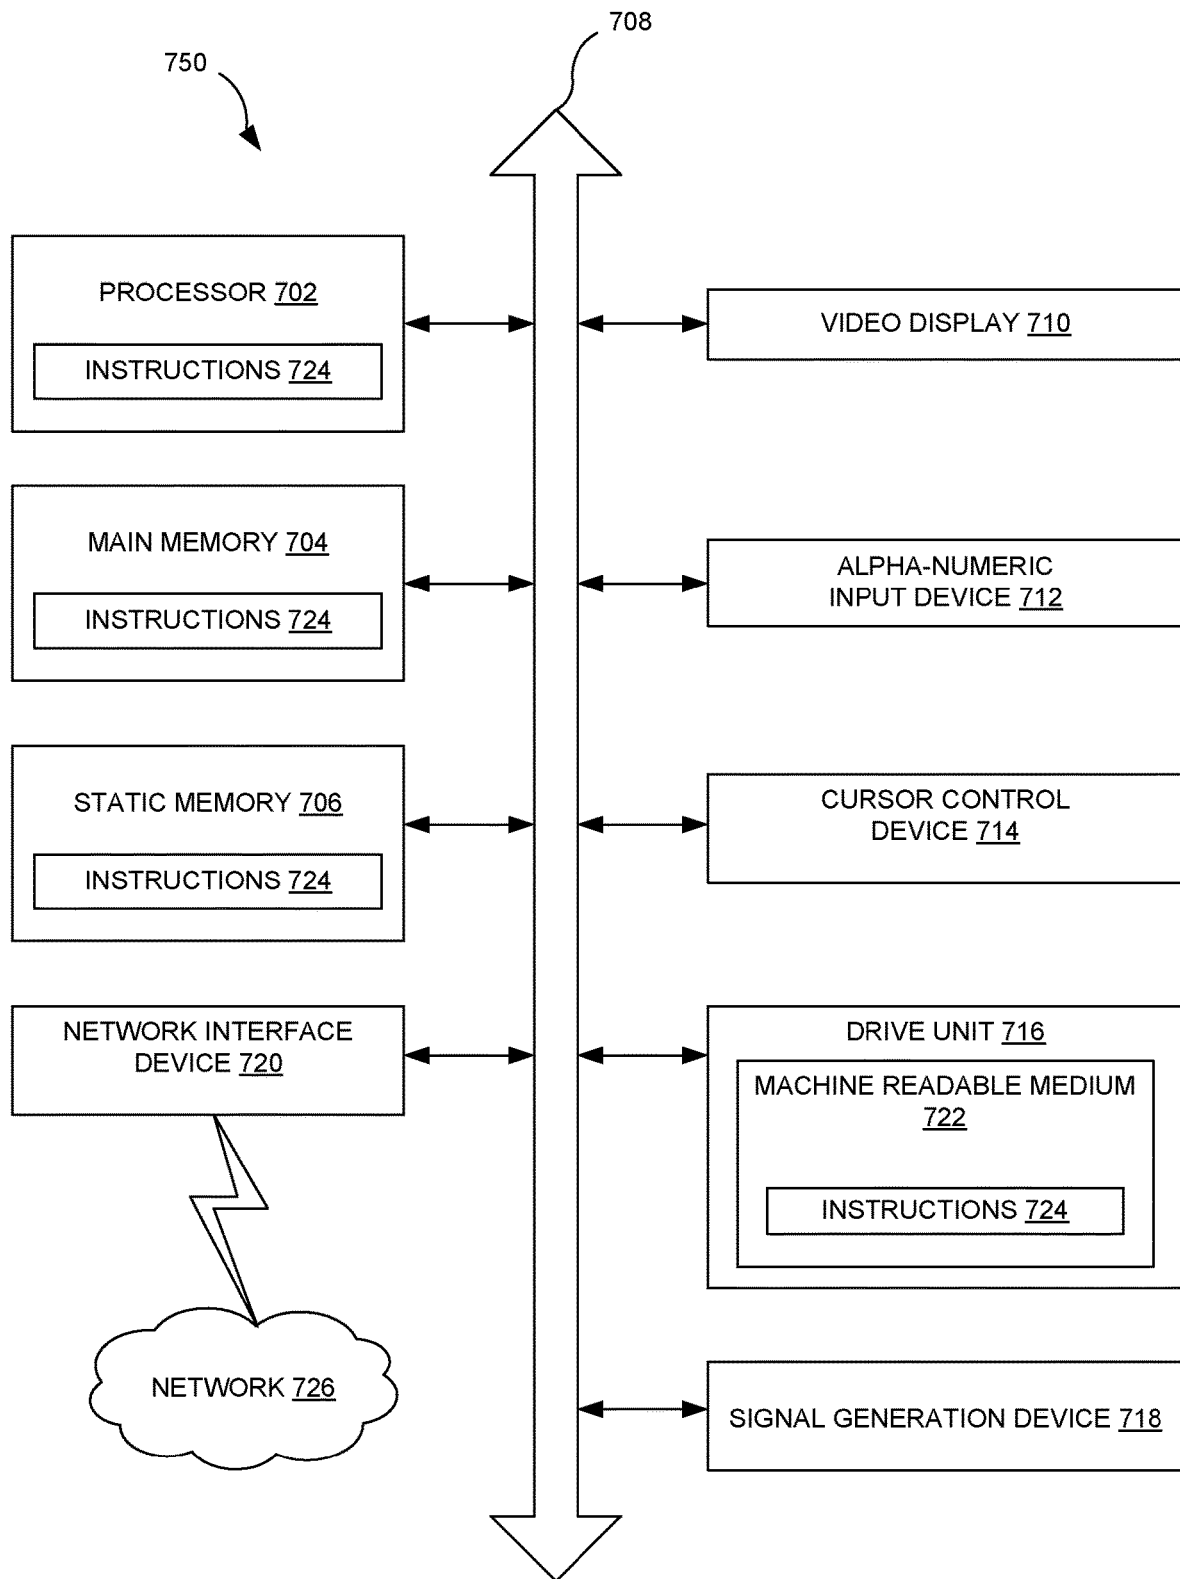 708
750
PROCESSOR 702
INSTRUCTIONS 724
MAIN MEMORY 704
INSTRUCTIONS 724
STATIC MEMORY 706
INSTRUCTIONS 724
NETWORK INTERFACE
DEVICE 720
NETWORK 726
VIDEO DISPLAY 710
ALPHA-NUMERIC
INPUT DEVICE 712
CURSOR CONTROL
DEVICE 714
DRIVE UNIT 716
MACHINE READABLE MEDIUM
722
INSTRUCTIONS 724
SIGNAL GENERATION DEVICE 718